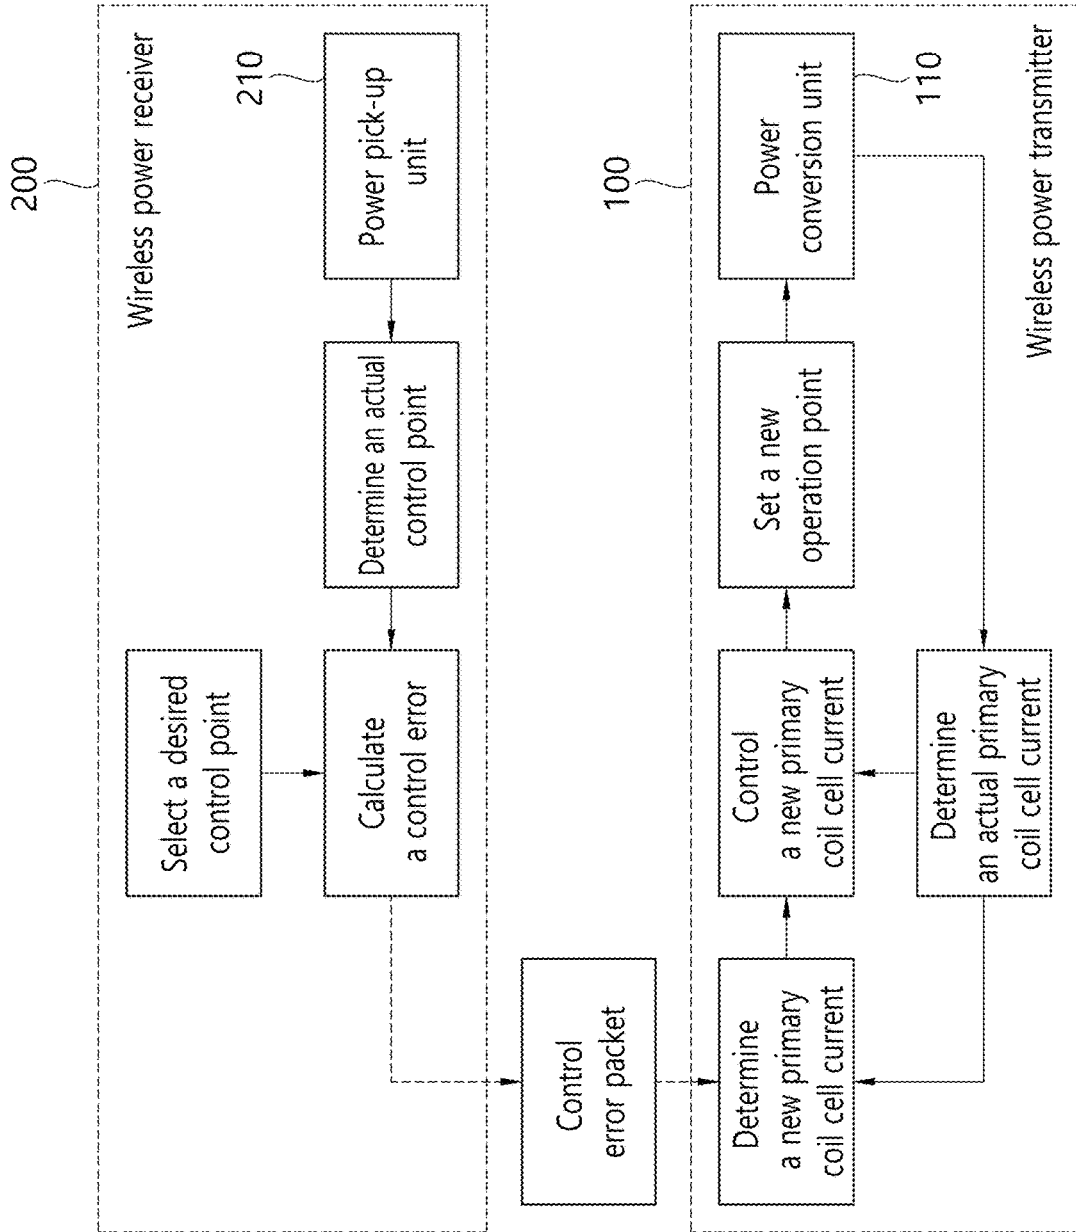 200
Wireless power receiver
Select a desired
control point
210
Power pick-up
unit
Determine an actual
control point
Calculate
a control error
Control
error packet
100
Determine
a new primary
coil cell current
Control
a new primary
coil cell current
Set a new
operation point
Power
conversion unit
110
Determine
an actual primary
coil cell current
Wireless power transmitter